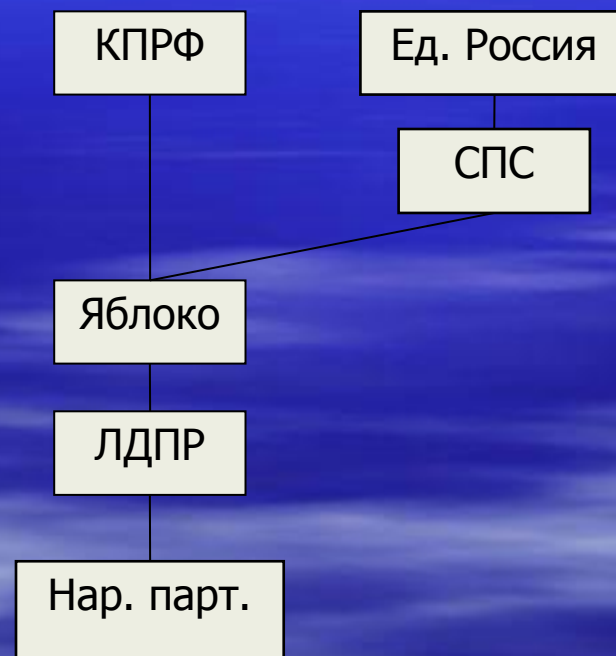 КПРФ
Ед. Россия
СПС
Яблоко
ЛДПР
Нар. парт.